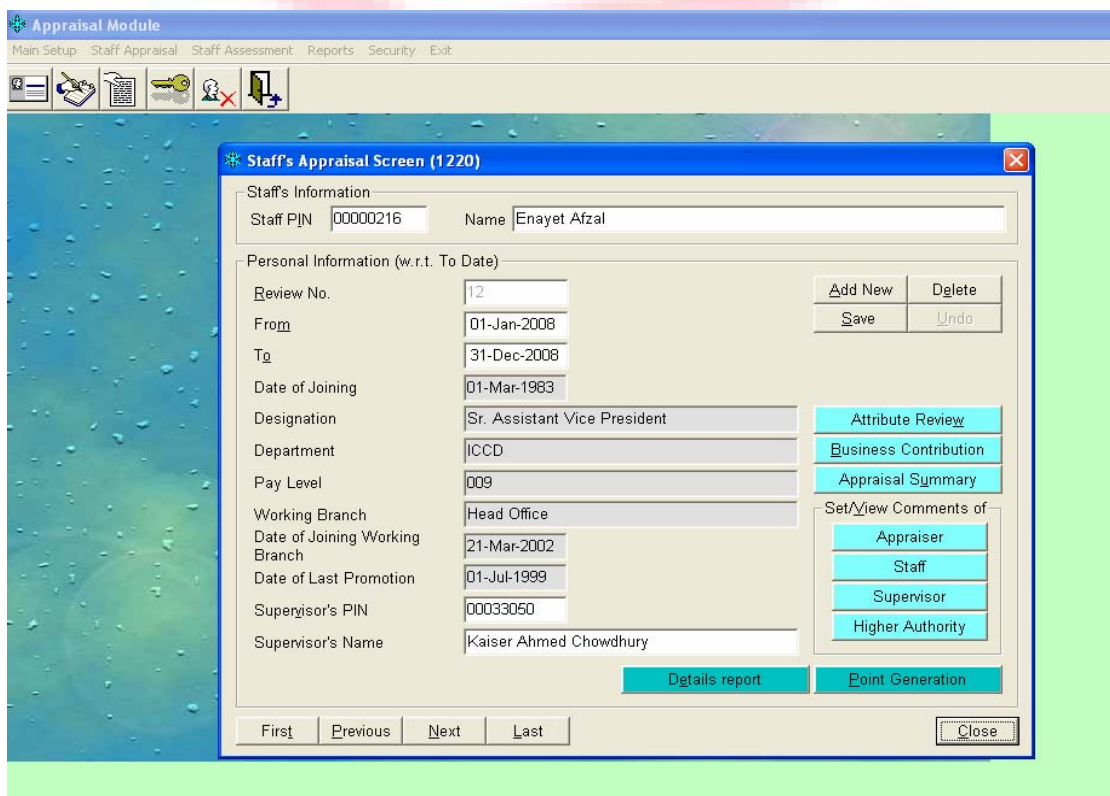 Appraisal Module
Main Setup Staff Appraisal Staff Assessment Reports Security Exit
Staff's Appraisal Screen (1220)
Staff's Information
Staff PIN 00000216 Name Enayet Afzal
Personal Information (w.r.t. To Date)
Review No. 12 Add New Delete
From 01-Jan-2008 Save Undo
To 31-Dec-2008
Date of Joining 01-Mar-1983
Designation Sr. Assistant Vice President Attribute Review
Department ICCD Business Contribution
Pay Level 009 Appraisal Summary
Working Branch Head Office Set/View Comments of
Date of Joining Working Branch 21-Mar-2002 Appraiser
Date of Last Promotion 01-Jul-1999 Staff
Supervisor's PIN 00033050 Supervisor
Supervisor's Name Kaiser Ahmed Chowdhury Higher Authority
Details report Point Generation
First Previous Next Last Close